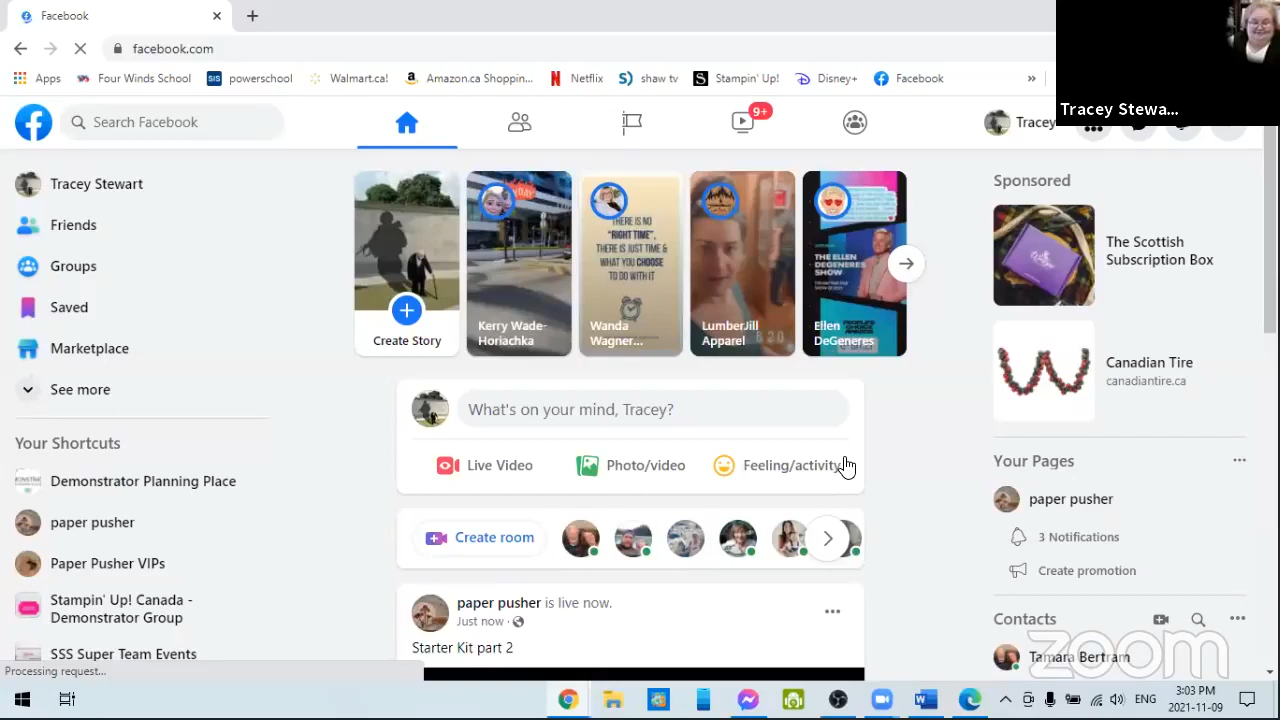 Facebook
facebook.com
Apps
Four Winds School
SIS
powerschool
Walmart.ca!
Amazon.ca Shoppin...
Netflix
shaw tv
Stampin' Up!
Disney+
Facebook
»
Tracey Stewa...
Search Facebook
9+
Tracey
Tracey Stewart
Friends
Groups
Saved
Marketplace
See more
Your Shortcuts
Demonstrator Planning Place
paper pusher
Paper Pusher VIPs
Stampin' Up! Canada -
Demonstrator Group
SSS Super Team Events
Processing request...
Create Story
Kerry Wade-
Horiachka
THERE IS NO
"RIGHT TIME",
THERE IS JUST TIME &
WHAT YOU CHOOSE
TO DO WITH IT
Wanda
Wagner...
LumberJill
Apparel
THE ELLEN
DEGENERES
SHOW
Ellen
DeGeneres
What's on your mind, Tracey?
Live Video
Photo/video
Feeling/activity
Create room
paper pusher is live now.
Just now ·
Starter Kit part 2
Sponsored
The Scottish
Subscription Box
Canadian Tire
canadiantire.ca
Your Pages
paper pusher
3 Notifications
Create promotion
Contacts
Tamara Bertram
zoom
ENG
3:03 PM
2021-11-09